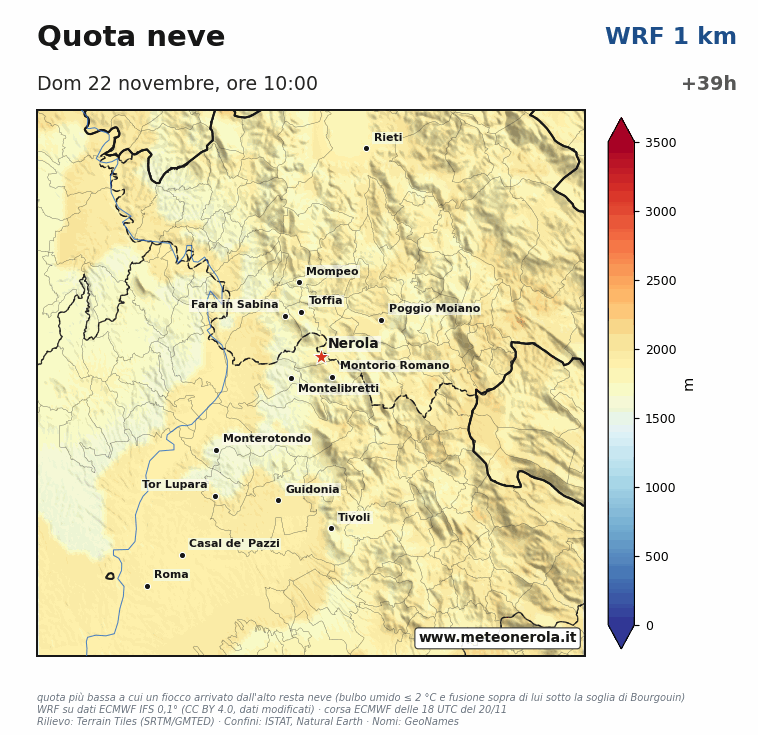 Quota neve
WRF 1 km
Dom 22 novembre, ore 10:00
+39h
Rieti
Mompeo
Toffia
Fara in Sabina
Poggio Moiano
Nerola
Montorio Romano
Montelibretti
Monterotondo
Tor Lupara
Guidonia
Tivoli
Casal de' Pazzi
Roma
www.meteonerola.it
3500
3000
2500
2000
1500
1000
500
0
m
quota più bassa a cui un fiocco arrivato dall'alto resta neve (bulbo umido ≤ 2 °C e fusione sopra di lui sotto la soglia di Bourgouin)
WRF su dati ECMWF IFS 0,1° (CC BY 4.0, dati modificati) · corsa ECMWF delle 18 UTC del 20/11
Rilievo: Terrain Tiles (SRTM/GMTED) · Confini: ISTAT, Natural Earth · Nomi: GeoNames